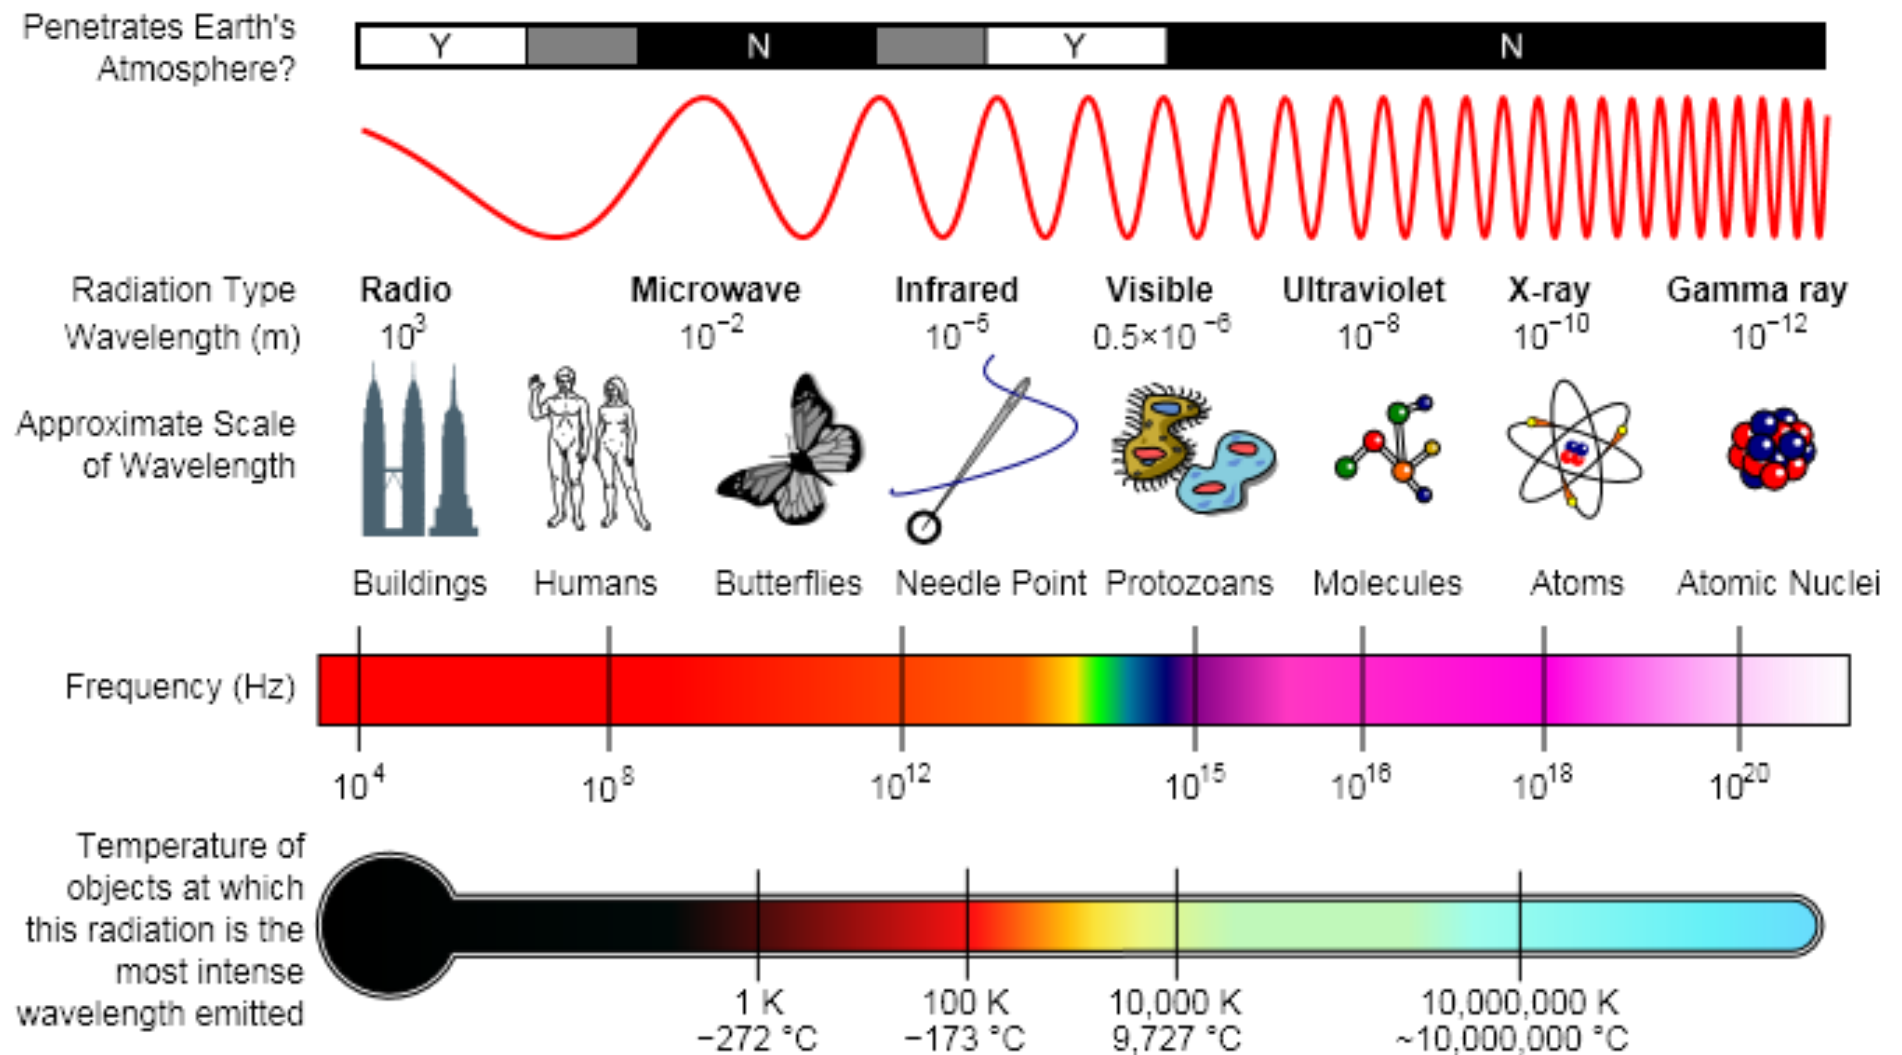 Penetrates Earth's
Atmosphere?
Y N Y N
Radiation Type
Radio Microwave Infrared Visible Ultraviolet X-ray Gamma ray
Wavelength (m)
10³ 10⁻² 10⁻⁵ 0.5×10⁻⁶ 10⁻⁸ 10⁻¹⁰ 10⁻¹²
Approximate Scale
of Wavelength
Buildings Humans Butterflies Needle Point Protozoans Molecules Atoms Atomic Nuclei
Frequency (Hz)
10⁴ 10⁸ 10¹² 10¹⁵ 10¹⁶ 10¹⁸ 10²⁰
Temperature of
objects at which
this radiation is the
most intense
wavelength emitted
1 K 100 K 10,000 K 10,000,000 K
−272 °C −173 °C 9,727 °C ~10,000,000 °C